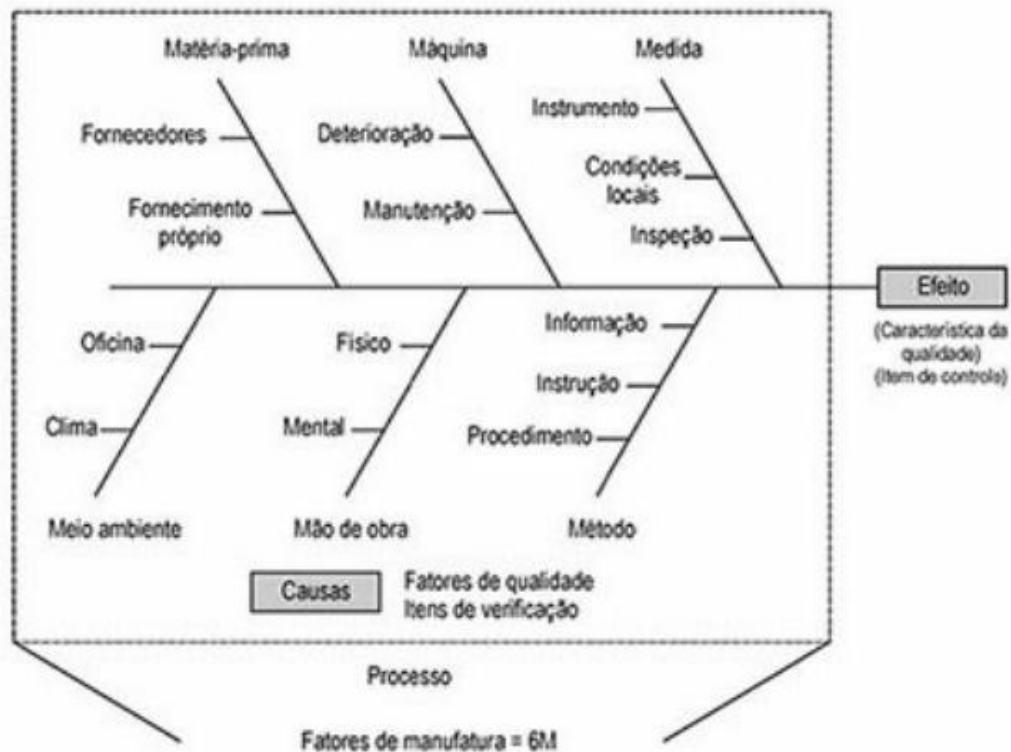 Matéria-prima
Máquina
Medida
Fornecedores
Fornecimento
próprio
Deterioração
Manutenção
Instrumento
Condições
locais
Inspeção
Efeito
(Característica da
qualidade)
(Item de controle)
Oficina
Clima
Físico
Mental
Informação
Instrução
Procedimento
Meio ambiente
Mão de obra
Método
Causas
Fatores de qualidade
Itens de verificação
Processo
Fatores de manufatura = 6M